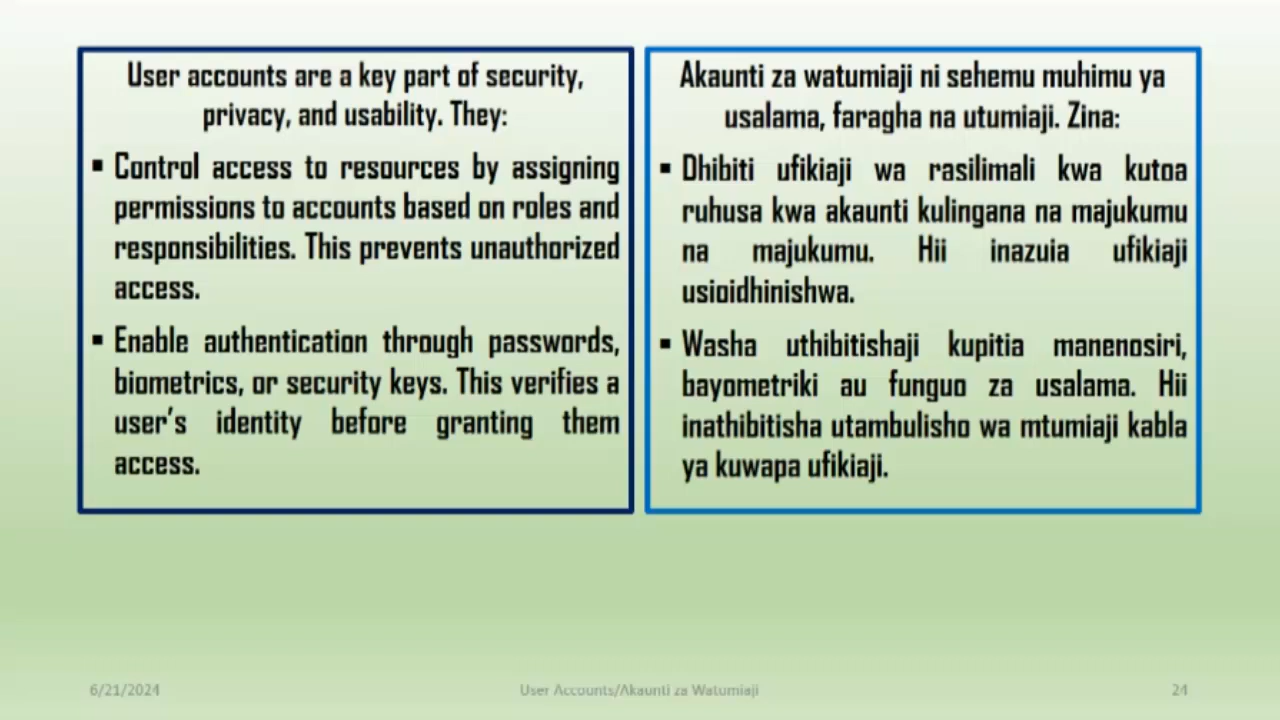 User accounts are a key part of security,
privacy, and usability. They:
▪ Control access to resources by assigning
permissions to accounts based on roles and
responsibilities. This prevents unauthorized
access.
▪ Enable authentication through passwords,
biometrics, or security keys. This verifies a
user’s identity before granting them
access.
Akaunti za watumiaji ni sehemu muhimu ya
usalama, faragha na utumiaji. Zina:
▪ Dhibiti ufikiaji wa rasilimali kwa kutoa
ruhusa kwa akaunti kulingana na majukumu
na majukumu. Hii inazuia ufikiaji
usioidhinishwa.
▪ Washa uthibitishaji kupitia manenosiri,
bayometriki au funguo za usalama. Hii
inathibitisha utambulisho wa mtumiaji kabla
ya kuwapa ufikiaji.
6/21/2024
User Accounts/Akaunti za Watumiaji
24